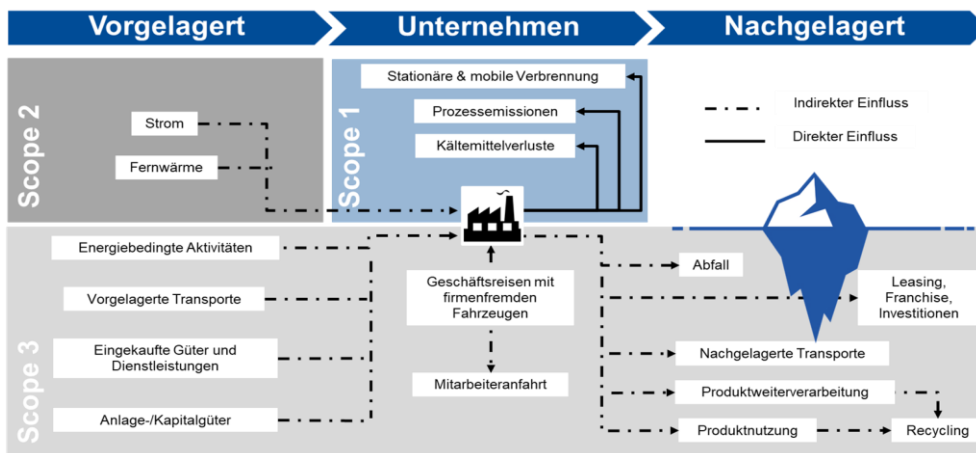 Vorgelagert
Unternehmen
Nachgelagert
Scope 2
Strom
Fernwärme
Scope 1
Stationäre & mobile Verbrennung
Prozessemissionen
Kältemittelverluste
Indirekter Einfluss
Direkter Einfluss
Scope 3
Energiebedingte Aktivitäten
Vorgelagerte Transporte
Eingekaufte Güter und
Dienstleistungen
Anlage-/Kapitalgüter
Geschäftsreisen mit
firmenfremden
Fahrzeugen
Mitarbeiteranfahrt
Abfall
Leasing,
Franchise,
Investitionen
Nachgelagerte Transporte
Produktweiterverarbeitung
Produktnutzung
Recycling